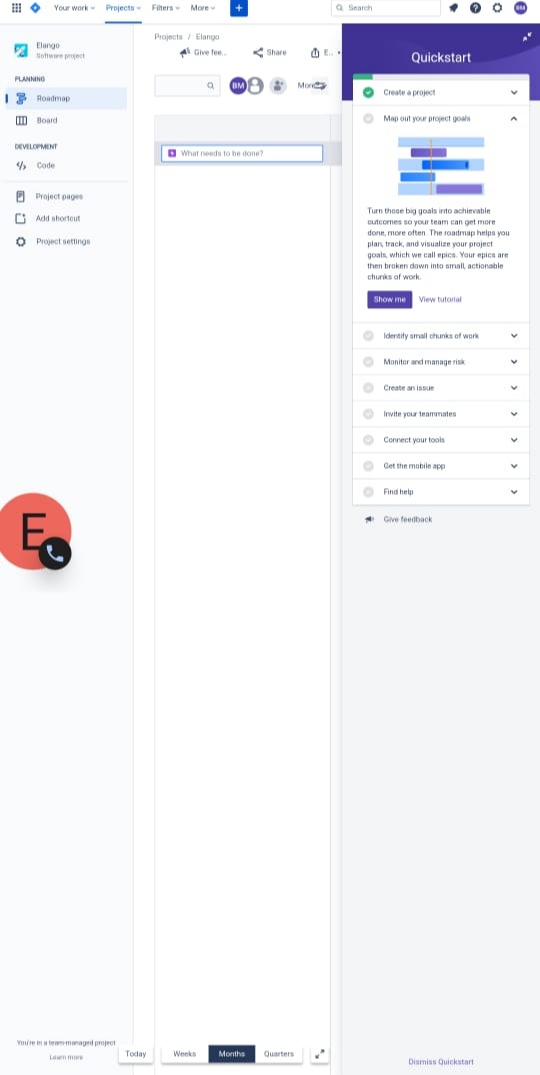 Your work
Projects
Filters
More
+
Search
BM
Elango
Software project
PLANNING
Roadmap
Board
DEVELOPMENT
</> Code
Project pages
Add shortcut
Project settings
Projects / Elango
Give fee...
Share
E...
BM
What needs to be done?
Quickstart
Create a project
Map out your project goals
Turn those big goals into achievable
outcomes so your team can get more
done, more often. The roadmap helps you
plan, track, and visualize your project
goals, which we call epics. Your epics are
then broken down into small, actionable
chunks of work.
Show me
View tutorial
Identify small chunks of work
Monitor and manage risk
Create an issue
Invite your teammates
Connect your tools
Get the mobile app
Find help
Give feedback
E
You're in a team-managed project
Learn more
Today
Weeks
Months
Quarters
Dismiss Quickstart